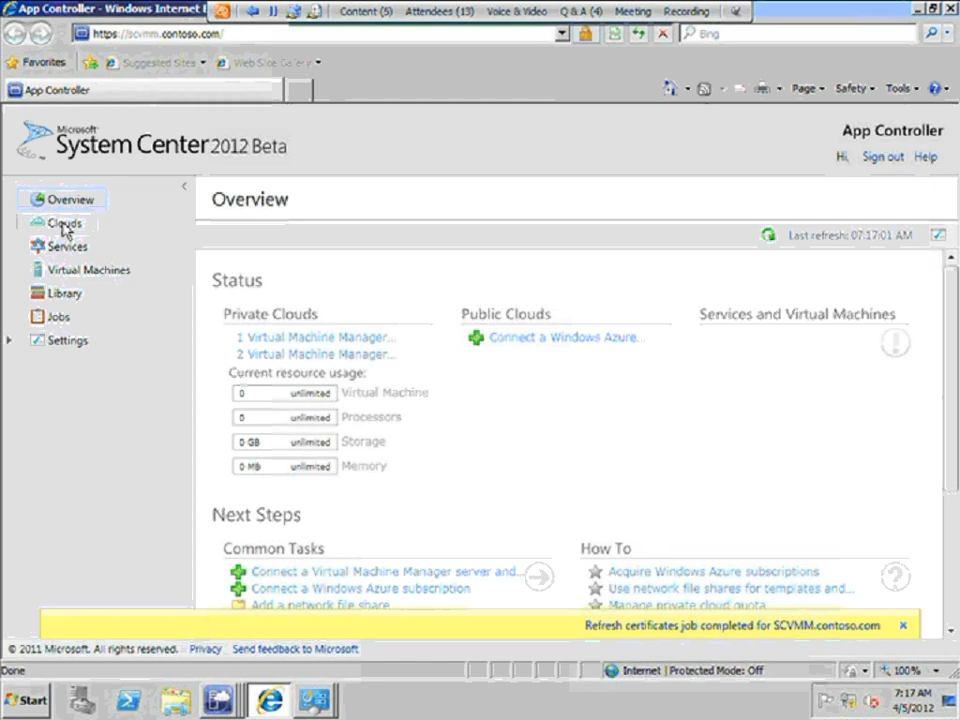 App Controller - Windows Internet E
Content (5) Attendees (13) Voice & Video Q & A (4) Meeting Recording
https://scvmm.contoso.com/
Bing
Favorites Suggested Sites Web Slice Gallery
App Controller
Page Safety Tools
Microsoft
System Center 2012 Beta
App Controller
Hi, Sign out Help
Overview
Clouds
Services
Virtual Machines
Library
Jobs
Settings
Overview
Last refresh: 07:17:01 AM
Status
Private Clouds
1 Virtual Machine Manager...
2 Virtual Machine Manager...
Current resource usage:
0 unlimited Virtual Machine
0 unlimited Processors
0 GB unlimited Storage
0 MB unlimited Memory
Public Clouds
Connect a Windows Azure...
Services and Virtual Machines
Next Steps
Common Tasks
Connect a Virtual Machine Manager server and...
Connect a Windows Azure subscription
Add a network file share
How To
Acquire Windows Azure subscriptions
Use network file shares for templates and...
Manage private cloud quota
Refresh certificates job completed for SCVMM.contoso.com x
© 2011 Microsoft. All rights reserved. Privacy Send feedback to Microsoft
Done Internet | Protected Mode: Off 100%
Start
7:17 AM
4/5/2012